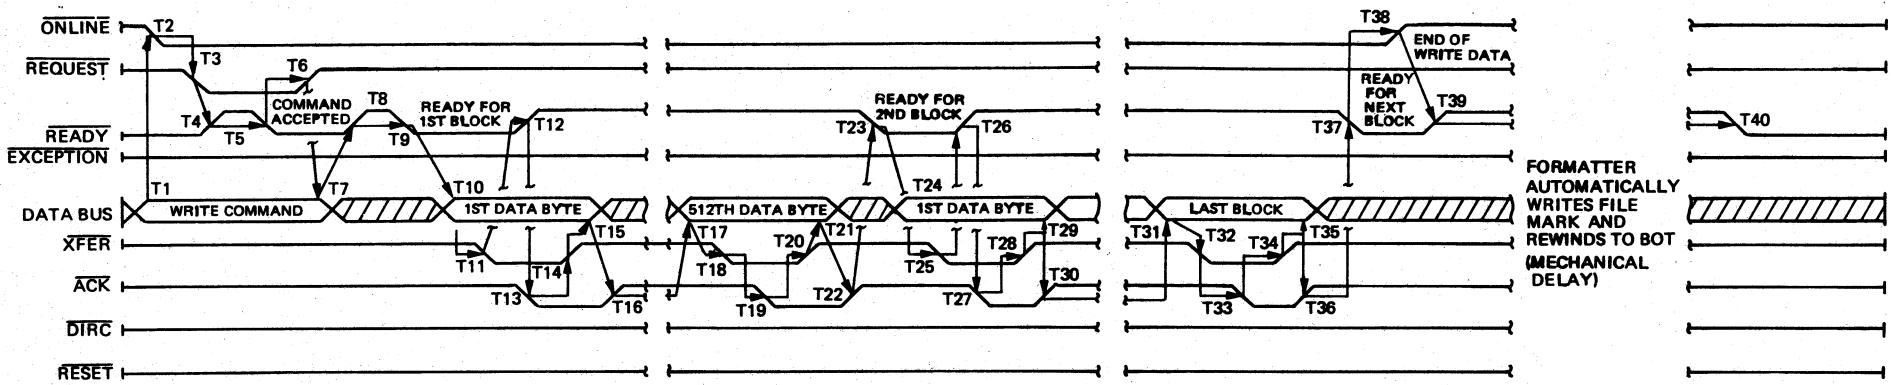 ONLINE
REQUEST
READY
EXCEPTION
DATA BUS
XFER
ACK
DIRC
RESET
T1
T2
T3
T4
T5
T6
COMMAND
ACCEPTED
T7
T8
T9
READY FOR
1ST BLOCK
T10
T11
T12
T13
T14
T15
T16
WRITE COMMAND
1ST DATA BYTE
512TH DATA BYTE
T17
T18
T19
T20
T21
T22
T23
READY FOR
2ND BLOCK
T24
T25
T26
1ST DATA BYTE
T27
T28
T29
T30
T31
LAST BLOCK
T32
T33
T34
T35
T36
T37
T38
END OF
WRITE DATA
READY
FOR
NEXT
BLOCK
T39
FORMATTER
AUTOMATICALLY
WRITES FILE
MARK AND
REWINDS TO BOT
(MECHANICAL
DELAY)
T40